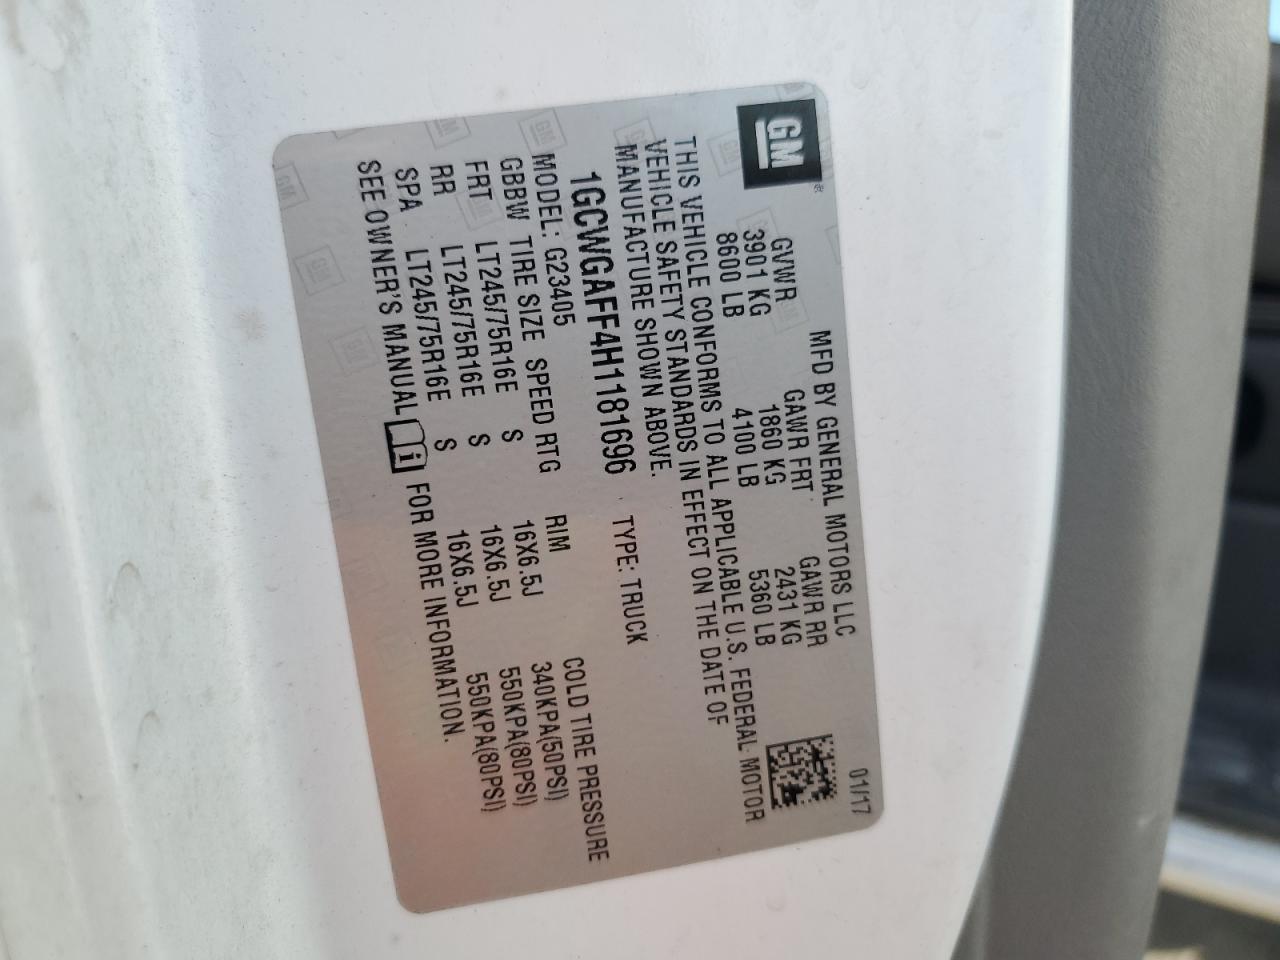 GM
MFD BY GENERAL MOTORS LLC 01/17
GVWR GAWR FRT GAWR RR
3901 KG 1860 KG 2431 KG
8600 LB 4100 LB 5360 LB
THIS VEHICLE CONFORMS TO ALL APPLICABLE U.S. FEDERAL MOTOR
VEHICLE SAFETY STANDARDS IN EFFECT ON THE DATE OF
MANUFACTURE SHOWN ABOVE.
1GCWGAFF4H1181696 TYPE: TRUCK
MODEL: G23405
GBBW TIRE SIZE SPEED RTG RIM COLD TIRE PRESSURE
FRT LT245/75R16E S 16X6.5J 340KPA(50PSI)
RR LT245/75R16E S 16X6.5J 550KPA(80PSI)
SPA LT245/75R16E S 16X6.5J 550KPA(80PSI)
SEE OWNER'S MANUAL i FOR MORE INFORMATION.